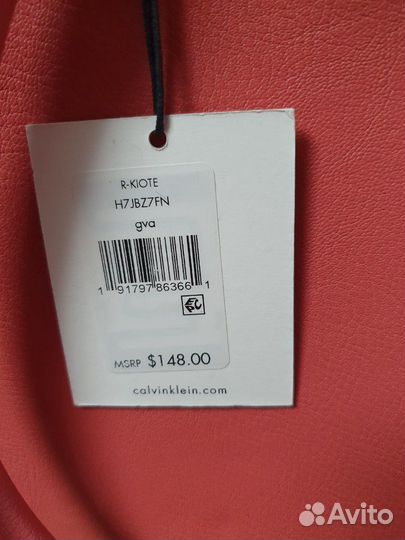 R-KIOTE
H7JBZ7FN
gva
1 91797 86366 1
MSRP $148.00
calvinklein.com
Avito